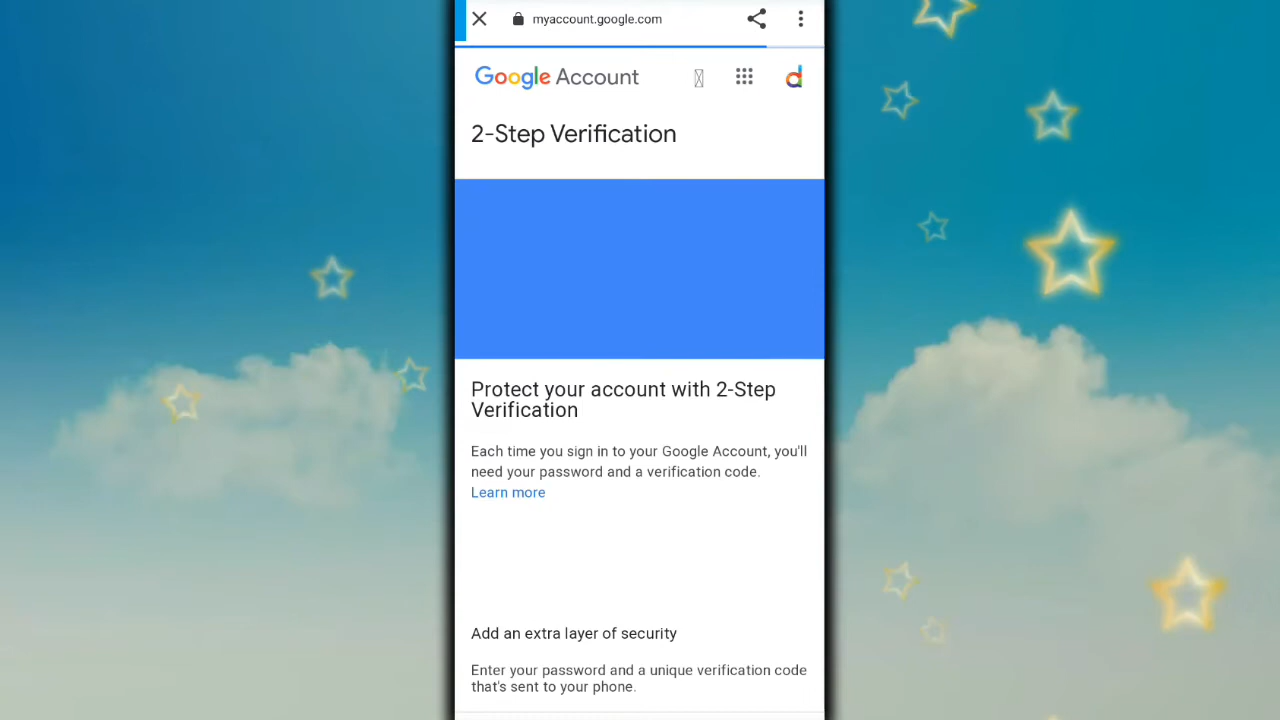 myaccount.google.com
Google Account
2-Step Verification
Protect your account with 2-Step
Verification
Each time you sign in to your Google Account, you'll
need your password and a verification code.
Learn more
Add an extra layer of security
Enter your password and a unique verification code
that's sent to your phone.